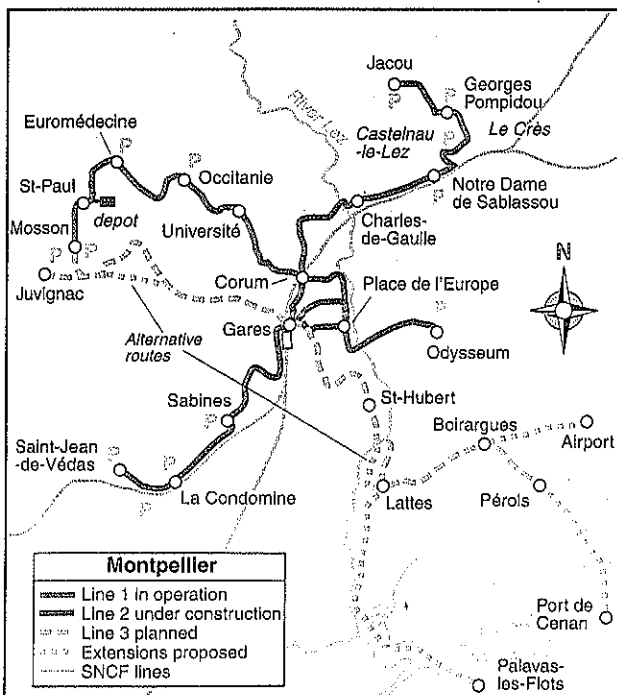 Jacou
P
Georges
Pompidou
P
River Lez
Castelnau
-le-Lez
P
Le Crès
Euromédecine
P
P
Occitanie
St-Paul
depot
Notre Dame
de Sablassou
P
Université
Charles-
de-Gaulle
Mosson
P
P
Juvignac
N
Corum
Place de l'Europe
Gares
P
Odysseum
Alternative
routes
St-Hubert
Sabines
P
Boirargues
Airport
Saint-Jean
-de-Védas
P
P
La Condomine
P
Lattes
Pérols
Port de
Cenan
Palavas-
les-Flots
Montpellier
Line 1 in operation
Line 2 under construction
Line 3 planned
Extensions proposed
SNCF lines